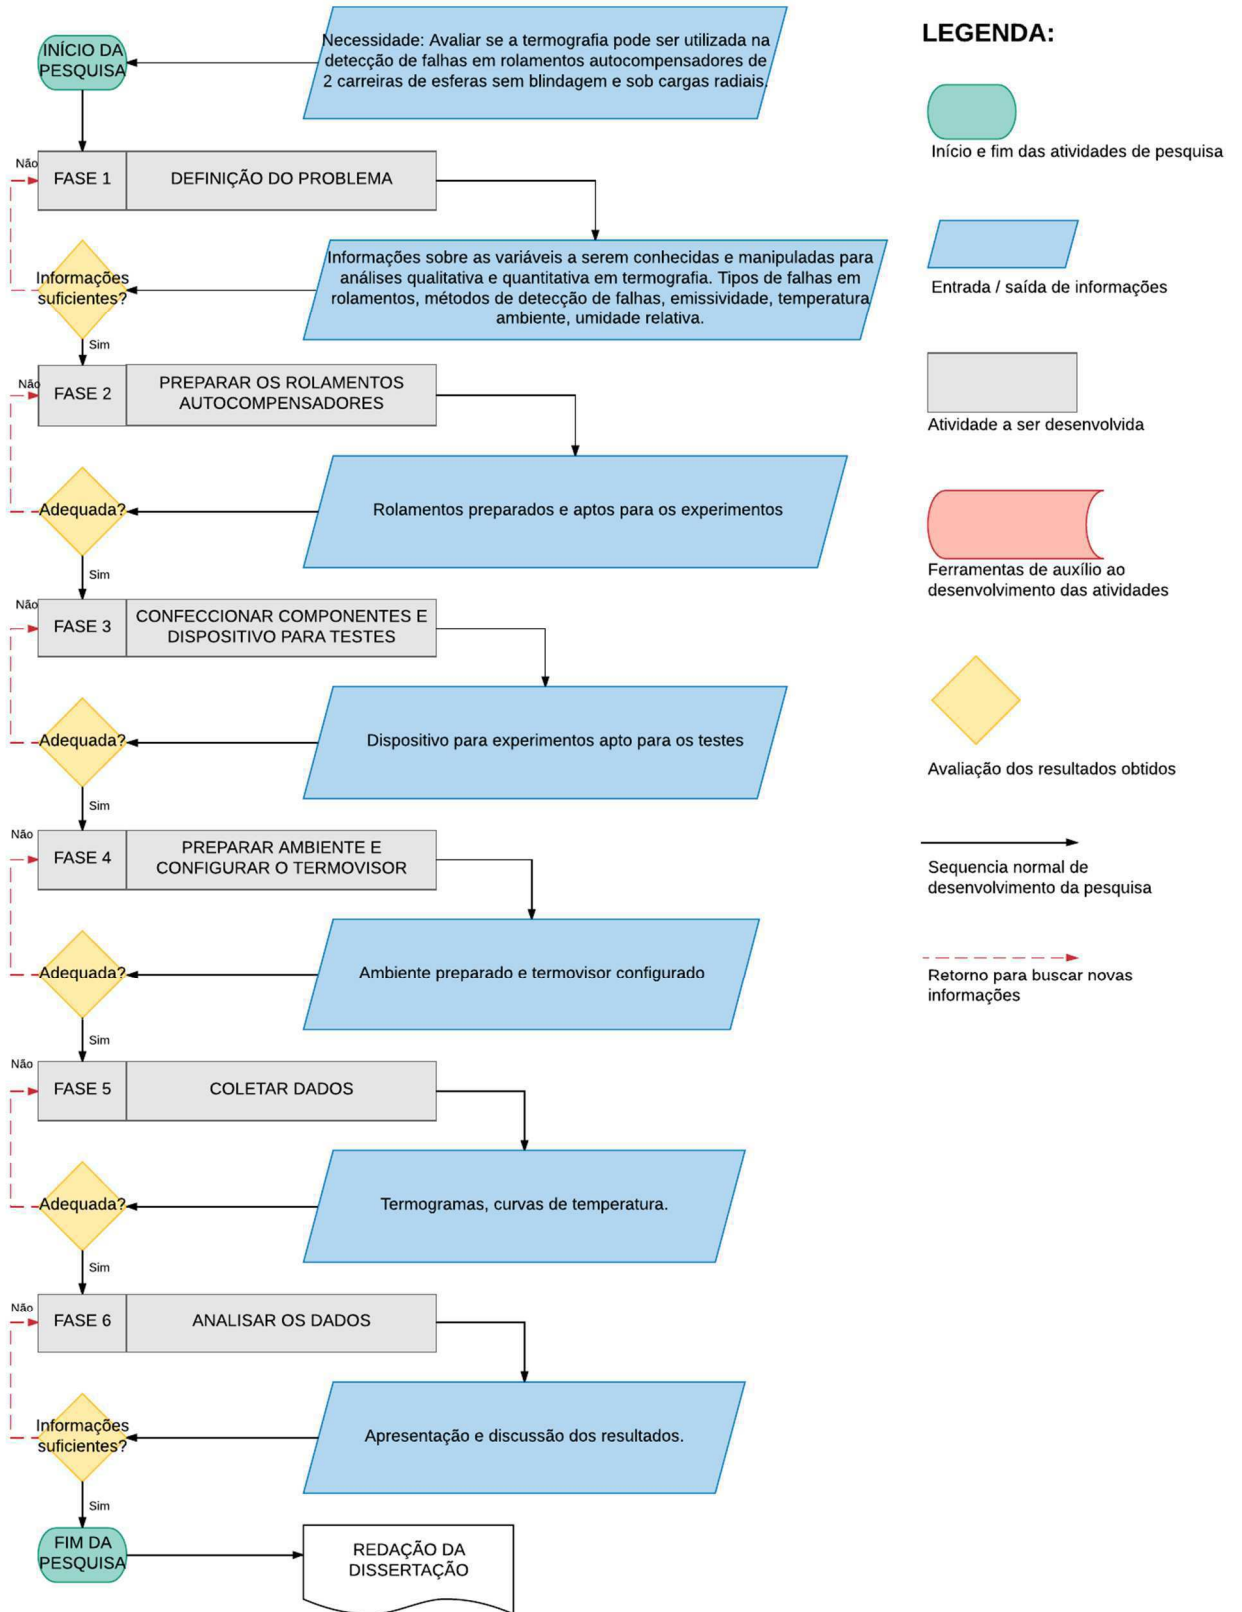 INÍCIO DA
PESQUISA
Necessidade: Avaliar se a termografia pode ser utilizada na
detecção de falhas em rolamentos autocompensadores de
2 carreiras de esferas sem blindagem e sob cargas radiais.
Não
FASE 1
DEFINIÇÃO DO PROBLEMA
Informações
suficientes?
Informações sobre as variáveis a serem conhecidas e manipuladas para
análises qualitativa e quantitativa em termografia. Tipos de falhas em
rolamentos, métodos de detecção de falhas, emissividade, temperatura
ambiente, umidade relativa.
Sim
Não
FASE 2
PREPARAR OS ROLAMENTOS
AUTOCOMPENSADORES
Adequada?
Rolamentos preparados e aptos para os experimentos
Sim
Não
FASE 3
CONFECCIONAR COMPONENTES E
DISPOSITIVO PARA TESTES
Adequada?
Dispositivo para experimentos apto para os testes
Sim
Não
FASE 4
PREPARAR AMBIENTE E
CONFIGURAR O TERMOVISOR
Adequada?
Ambiente preparado e termovisor configurado
Sim
Não
FASE 5
COLETAR DADOS
Adequada?
Termogramas, curvas de temperatura.
Sim
Não
FASE 6
ANALISAR OS DADOS
Informações
suficientes?
Apresentação e discussão dos resultados.
Sim
FIM DA
PESQUISA
REDAÇÃO DA
DISSERTAÇÃO
LEGENDA:
Início e fim das atividades de pesquisa
Entrada / saída de informações
Atividade a ser desenvolvida
Ferramentas de auxílio ao
desenvolvimento das atividades
Avaliação dos resultados obtidos
Sequencia normal de
desenvolvimento da pesquisa
Retorno para buscar novas
informações